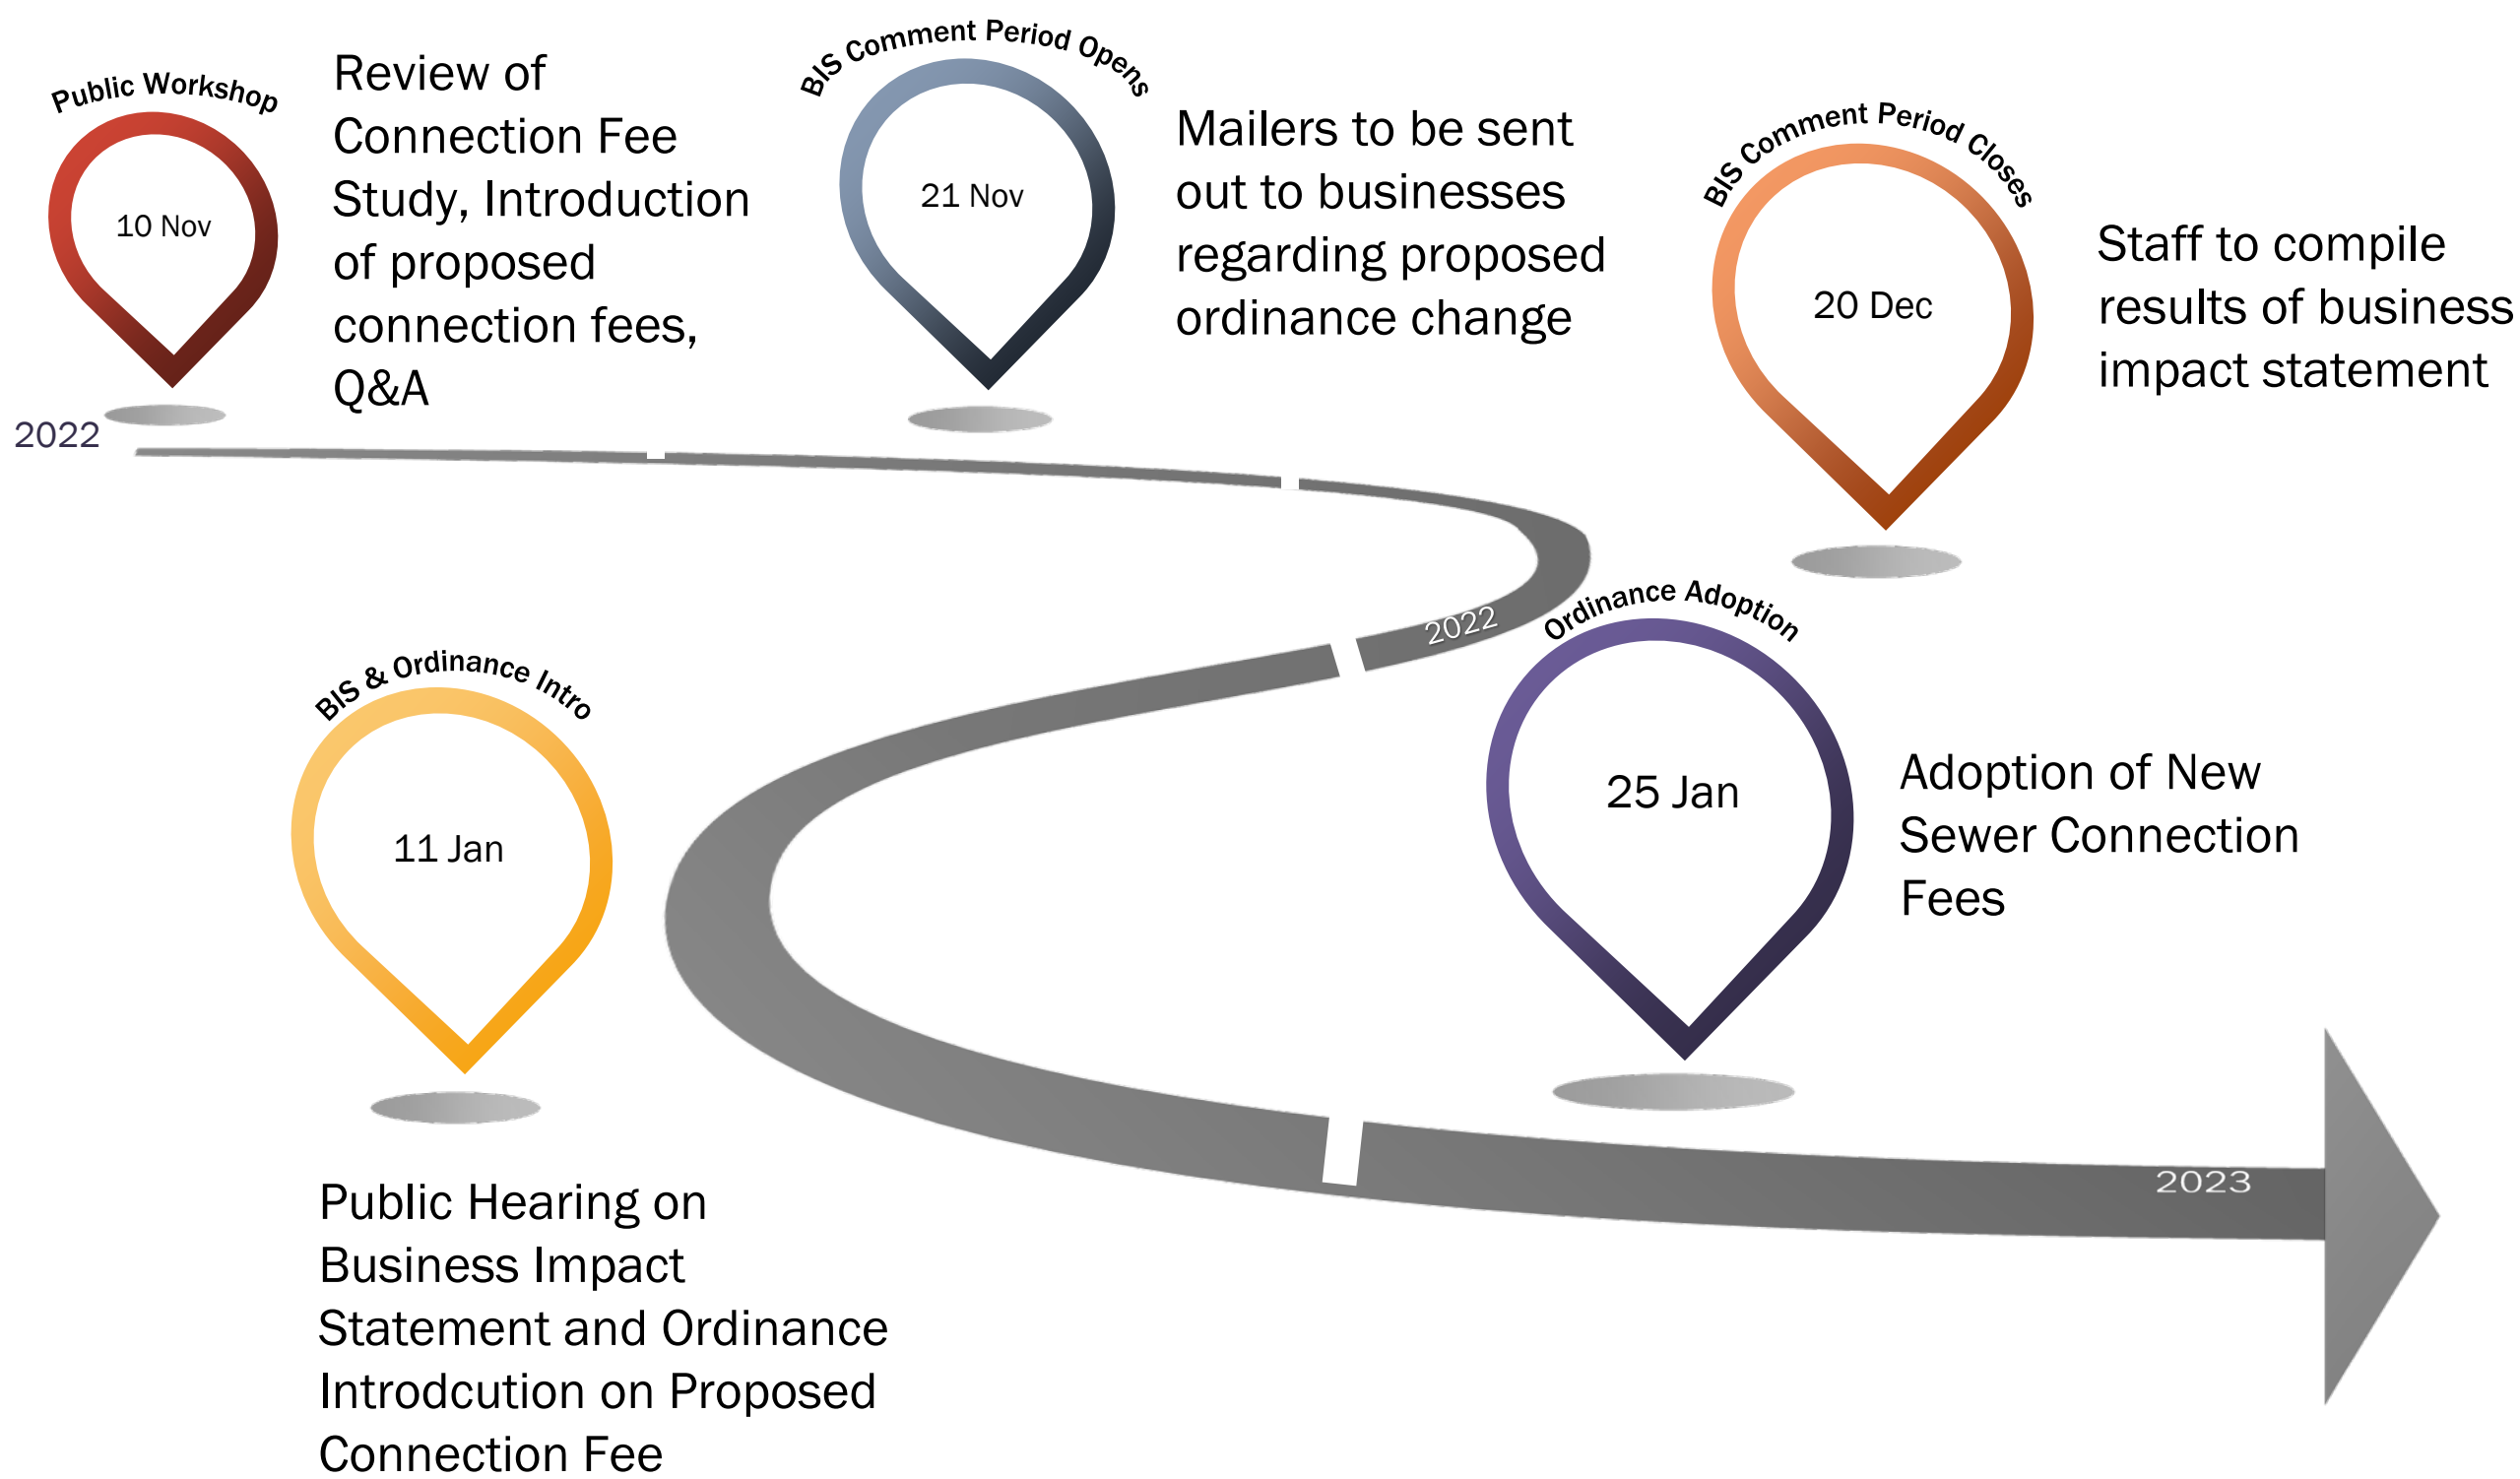 Public Workshop
10 Nov
Review of
Connection Fee
Study, Introduction
of proposed
connection fees,
Q&A
BIS Comment Period Opens
21 Nov
Mailers to be sent
out to businesses
regarding proposed
ordinance change
BIS Comment Period Closes
20 Dec
Staff to compile
results of business
impact statement
2022
2022
BIS & Ordinance Intro
11 Jan
Public Hearing on
Business Impact
Statement and Ordinance
Introdcution on Proposed
Connection Fee
Ordinance Adoption
25 Jan
Adoption of New
Sewer Connection
Fees
2023